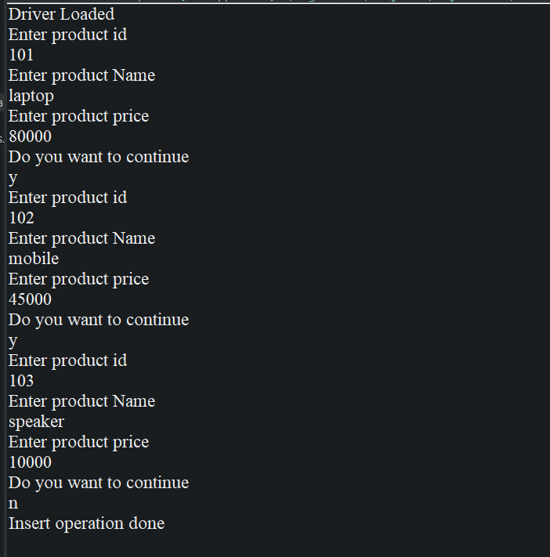 Driver Loaded
Enter product id
101
Enter product Name
laptop
Enter product price
80000
Do you want to continue
y
Enter product id
102
Enter product Name
mobile
Enter product price
45000
Do you want to continue
y
Enter product id
103
Enter product Name
speaker
Enter product price
10000
Do you want to continue
n
Insert operation done